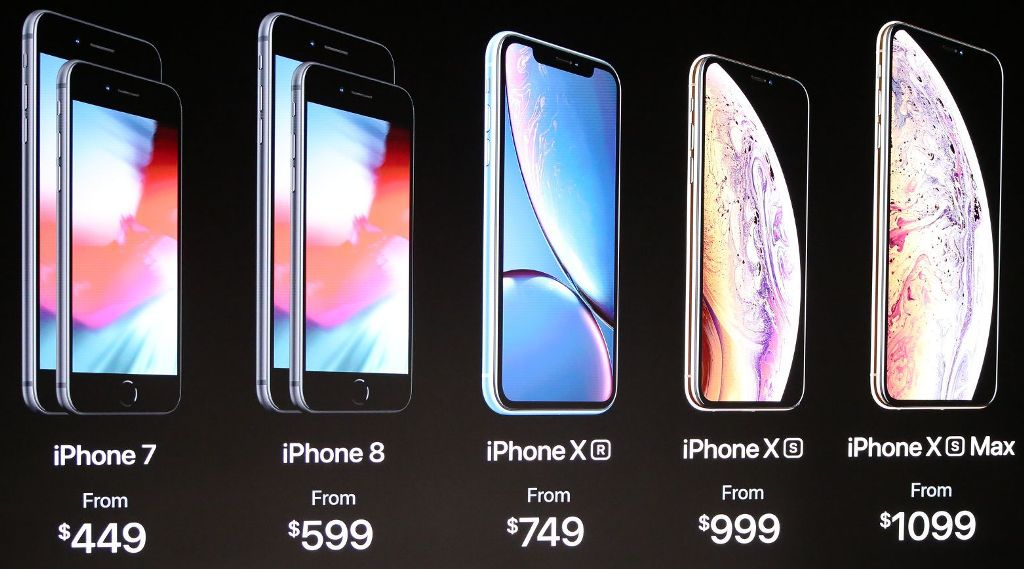 iPhone 7
From
$449
iPhone 8
From
$599
iPhone XR
From
$749
iPhone XS
From
$999
iPhone XS Max
From
$1099